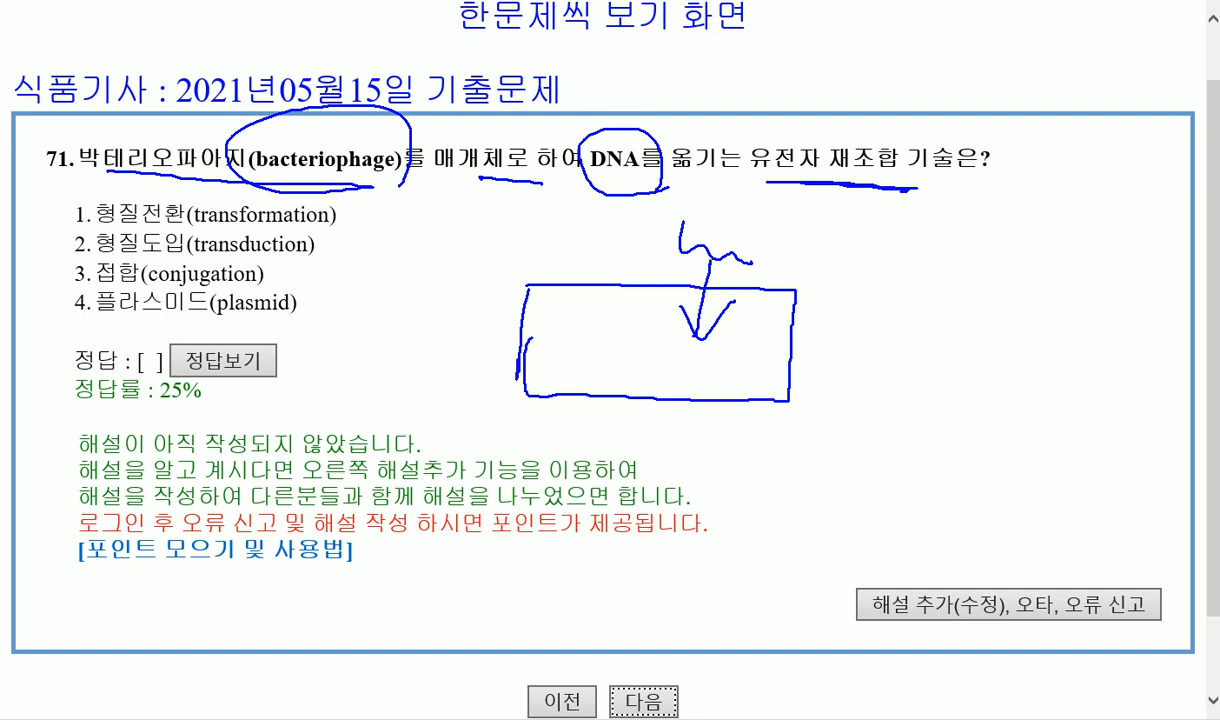 한문제씩 보기 화면
식품기사 : 2021년05월15일 기출문제
71. 박테리오파아지(bacteriophage)를 매개체로 하여 DNA를 옮기는 유전자 재조합 기술은?
1. 형질전환(transformation)
2. 형질도입(transduction)
3. 접합(conjugation)
4. 플라스미드(plasmid)
정답 : [ ] 정답보기
정답률 : 25%
해설이 아직 작성되지 않았습니다.
해설을 알고 계시다면 오른쪽 해설추가 기능을 이용하여
해설을 작성하여 다른분들과 함께 해설을 나누었으면 합니다.
로그인 후 오류 신고 및 해설 작성 하시면 포인트가 제공됩니다.
[포인트 모으기 및 사용법]
해설 추가(수정), 오타, 오류 신고
이전 다음